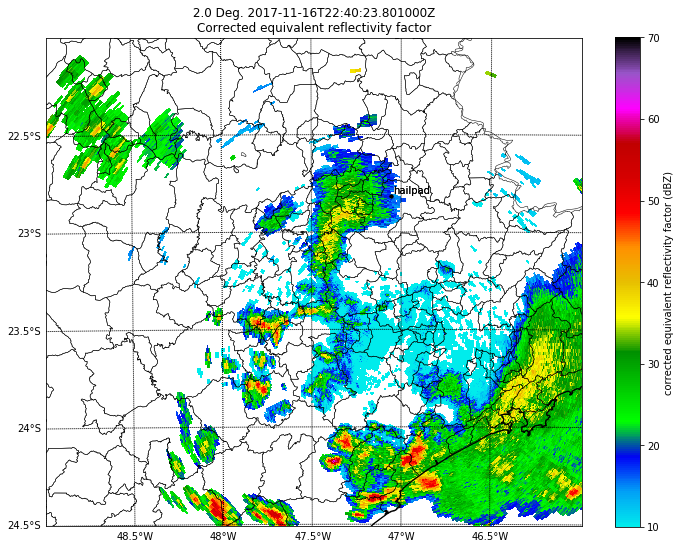 2.0 Deg. 2017-11-16T22:40:23.801000Z
Corrected equivalent reflectivity factor
70
60
50
40
30
20
10
corrected equivalent reflectivity factor (dBZ)
22.5°S
23°S
23.5°S
24°S
24.5°S
hailpad
48.5°W
48°W
47.5°W
47°W
46.5°W